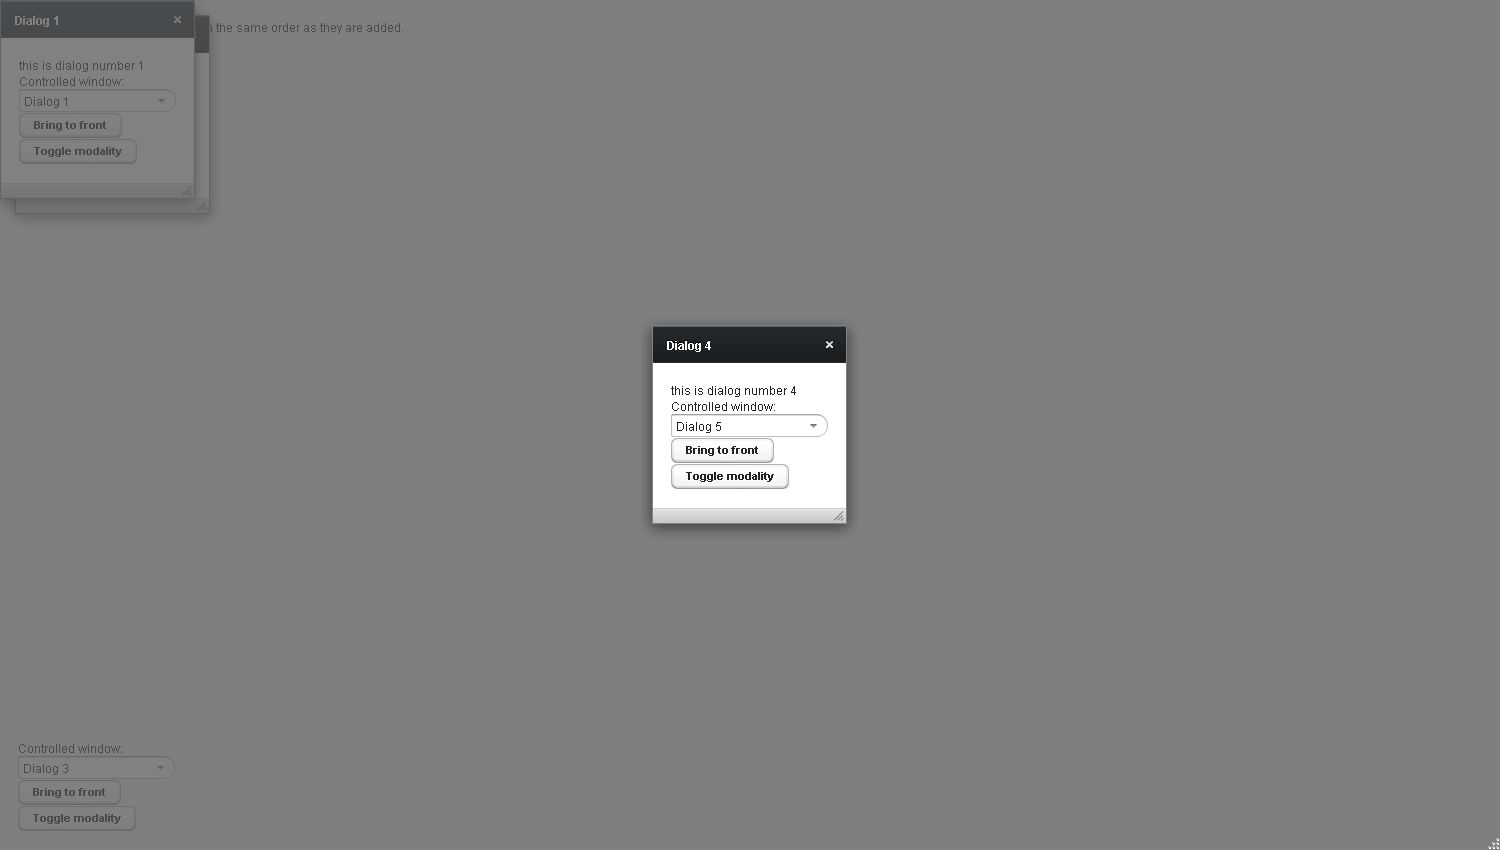 Dialog 1
the same order as they are added.
this is dialog number 1
Controlled window:
Dialog 1
Bring to front
Toggle modality
Dialog 4
this is dialog number 4
Controlled window:
Dialog 5
Bring to front
Toggle modality
Controlled window:
Dialog 3
Bring to front
Toggle modality